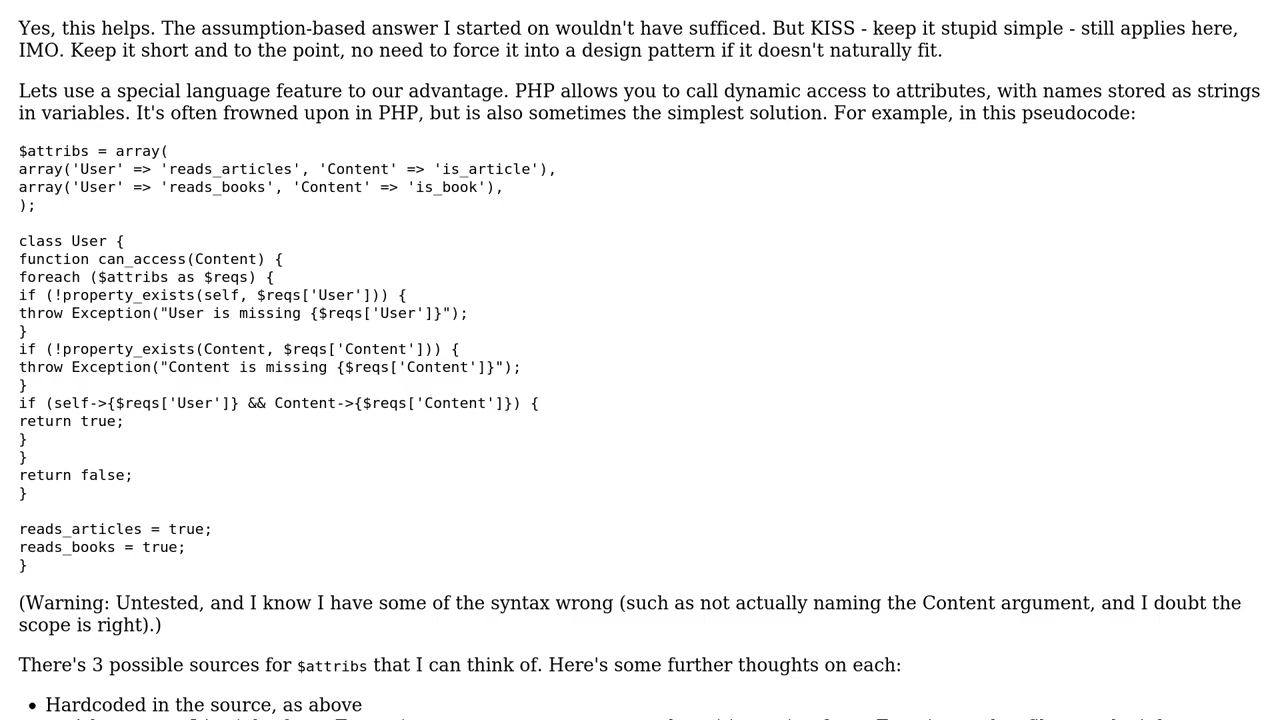 Yes, this helps. The assumption-based answer I started on wouldn't have sufficed. But KISS - keep it stupid simple - still applies here,
IMO. Keep it short and to the point, no need to force it into a design pattern if it doesn't naturally fit.
Lets use a special language feature to our advantage. PHP allows you to call dynamic access to attributes, with names stored as strings
in variables. It's often frowned upon in PHP, but is also sometimes the simplest solution. For example, in this pseudocode:
$attribs = array(
array('User' => 'reads_articles', 'Content' => 'is_article'),
array('User' => 'reads_books', 'Content' => 'is_book'),
);
class User {
function can_access(Content) {
foreach ($attribs as $reqs) {
if (!property_exists(self, $reqs['User'])) {
throw Exception("User is missing {$reqs['User']}");
}
if (!property_exists(Content, $reqs['Content'])) {
throw Exception("Content is missing {$reqs['Content']}");
}
if (self->{$reqs['User']} && Content->{$reqs['Content']}) {
return true;
}
}
return false;
}
reads_articles = true;
reads_books = true;
}
(Warning: Untested, and I know I have some of the syntax wrong (such as not actually naming the Content argument, and I doubt the
scope is right).)
There's 3 possible sources for $attribs that I can think of. Here's some further thoughts on each:
• Hardcoded in the source, as above